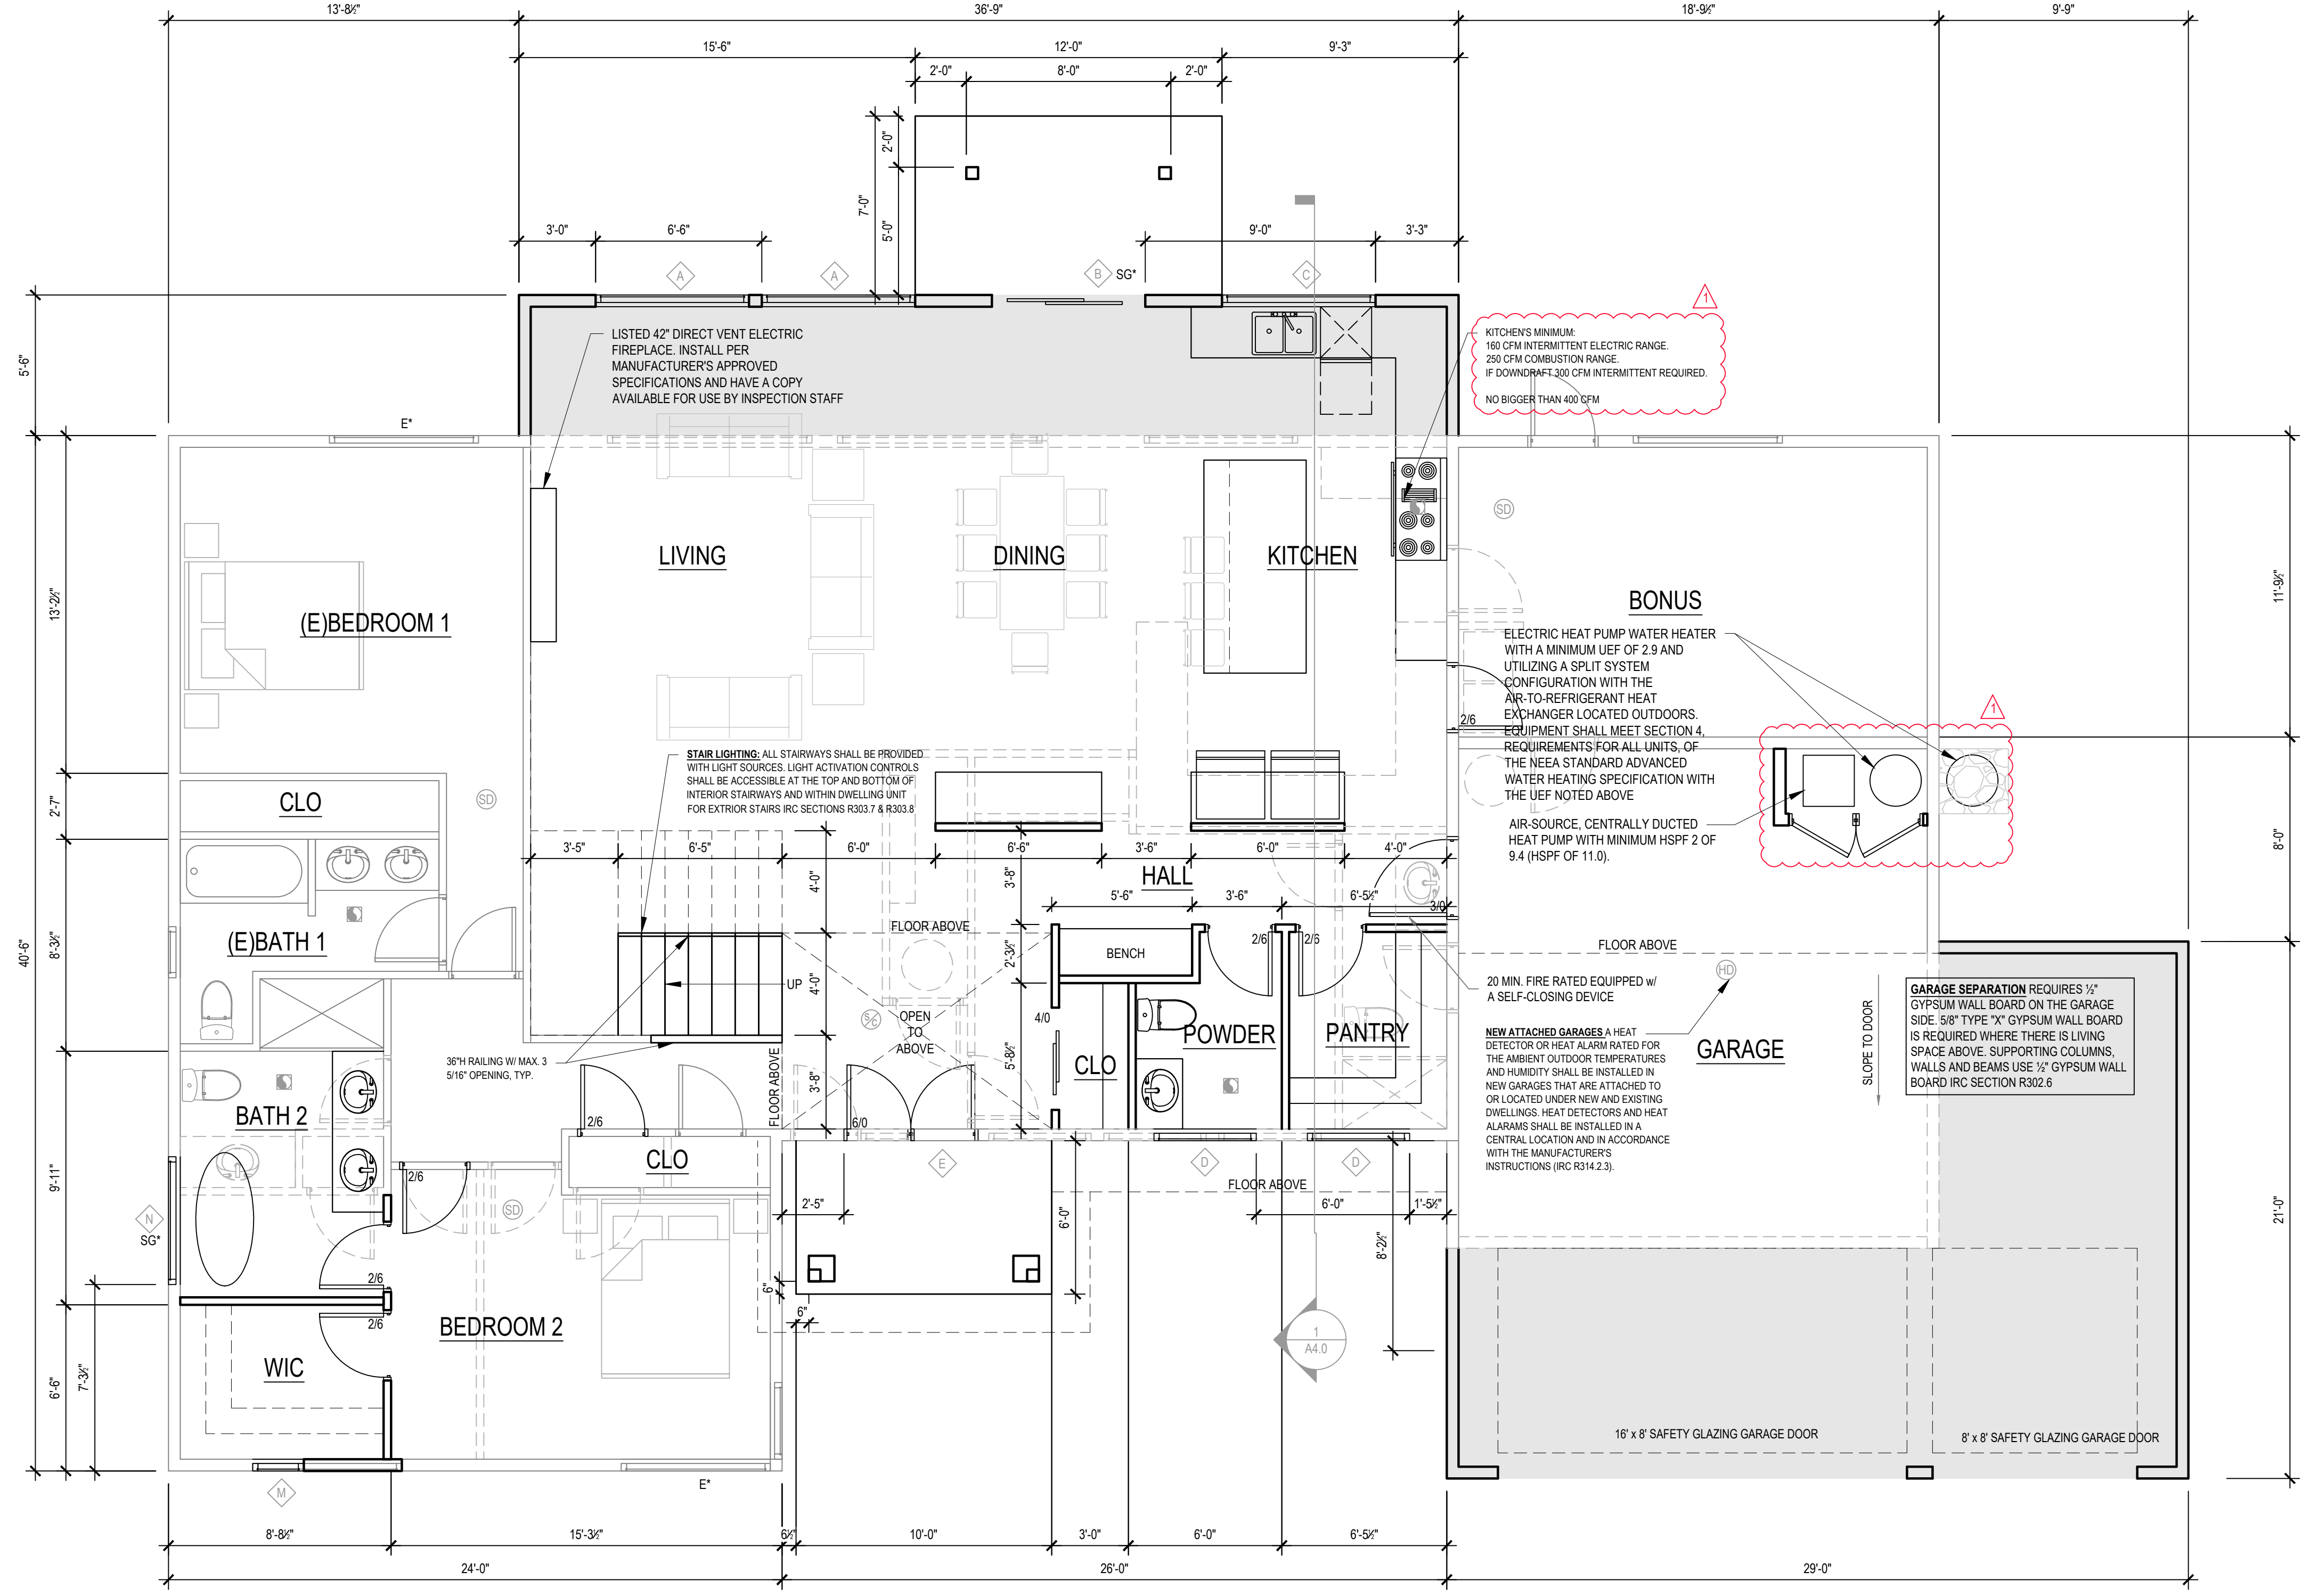 13'-8½" 36'-9" 18'-9½" 9'-9"
15'-6" 12'-0" 9'-3"
2'-0" 8'-0" 2'-0"
2'-0"
7'-0"
5'-0"
3'-0" 6'-6" 9'-0" 3'-3"
A A B SG* C
1
LISTED 42" DIRECT VENT ELECTRIC
FIREPLACE. INSTALL PER
MANUFACTURER'S APPROVED
SPECIFICATIONS AND HAVE A COPY
AVAILABLE FOR USE BY INSPECTION STAFF
KITCHEN'S MINIMUM:
160 CFM INTERMITTENT ELECTRIC RANGE.
250 CFM COMBUSTION RANGE.
IF DOWNDRAFT 300 CFM INTERMITTENT REQUIRED.
NO BIGGER THAN 400 CFM
5'-6"
E*
SD
LIVING
DINING
KITCHEN
(E)BEDROOM 1
BONUS
13'-2½"
11'-9½"
ELECTRIC HEAT PUMP WATER HEATER
WITH A MINIMUM UEF OF 2.9 AND
UTILIZING A SPLIT SYSTEM
CONFIGURATION WITH THE
AIR-TO-REFRIGERANT HEAT
EXCHANGER LOCATED OUTDOORS.
EQUIPMENT SHALL MEET SECTION 4,
REQUIREMENTS FOR ALL UNITS, OF
THE NEEA STANDARD ADVANCED
WATER HEATING SPECIFICATION WITH
THE UEF NOTED ABOVE
2/6
1
AIR-SOURCE, CENTRALLY DUCTED
HEAT PUMP WITH MINIMUM HSPF 2 OF
9.4 (HSPF OF 11.0).
STAIR LIGHTING: ALL STAIRWAYS SHALL BE PROVIDED
WITH LIGHT SOURCES. LIGHT ACTIVATION CONTROLS
SHALL BE ACCESSIBLE AT THE TOP AND BOTTOM OF
INTERIOR STAIRWAYS AND WITHIN DWELLING UNIT
FOR EXTRIOR STAIRS IRC SECTIONS R303.7 & R303.8
CLO
SD
2'-7"
8'-0"
3'-5" 6'-5" 6'-0" 6'-6" 3'-6" 6'-0" 4'-0"
4'-0"
3'-8"
HALL
5'-6" 3'-6" 6'-5½"
3/0
FLOOR ABOVE
2/6
2/6
FLOOR ABOVE
(E)BATH 1
8'-3½"
40'-6"
BENCH
2'-3½"
HD
UP
4'-0"
20 MIN. FIRE RATED EQUIPPED w/
A SELF-CLOSING DEVICE
GARAGE SEPARATION REQUIRES ½"
GYPSUM WALL BOARD ON THE GARAGE
SIDE. 5/8" TYPE "X" GYPSUM WALL BOARD
IS REQUIRED WHERE THERE IS LIVING
SPACE ABOVE. SUPPORTING COLUMNS,
WALLS AND BEAMS USE ½" GYPSUM WALL
BOARD IRC SECTION R302.6
SLOPE TO DOOR
S/C
OPEN
TO
ABOVE
4/0
POWDER
PANTRY
GARAGE
NEW ATTACHED GARAGES A HEAT
DETECTOR OR HEAT ALARM RATED FOR
THE AMBIENT OUTDOOR TEMPERATURES
AND HUMIDITY SHALL BE INSTALLED IN
NEW GARAGES THAT ARE ATTACHED TO
OR LOCATED UNDER NEW AND EXISTING
DWELLINGS. HEAT DETECTORS AND HEAT
ALARAMS SHALL BE INSTALLED IN A
CENTRAL LOCATION AND IN ACCORDANCE
WITH THE MANUFACTURER'S
INSTRUCTIONS (IRC R314.2.3).
36"H RAILING W/ MAX. 3
5/16" OPENING, TYP.
5'-8½"
CLO
3'-8"
FLOOR ABOVE
BATH 2
2/6
6/0
CLO
E D D
9'-11"
2/6
FLOOR ABOVE
SD
2'-5"
6'-0"
6'-0" 1'-5½"
8'-2½"
21'-0"
N
SG*
2/6
6"
2/6
6"
BEDROOM 2
1
A4.0
WIC
6'-6"
7'-3½"
16' x 8' SAFETY GLAZING GARAGE DOOR
8' x 8' SAFETY GLAZING GARAGE DOOR
M
E*
8'-8½" 15'-3½" 6½" 10'-0" 3'-0" 6'-0" 6'-5½"
24'-0" 26'-0" 29'-0"